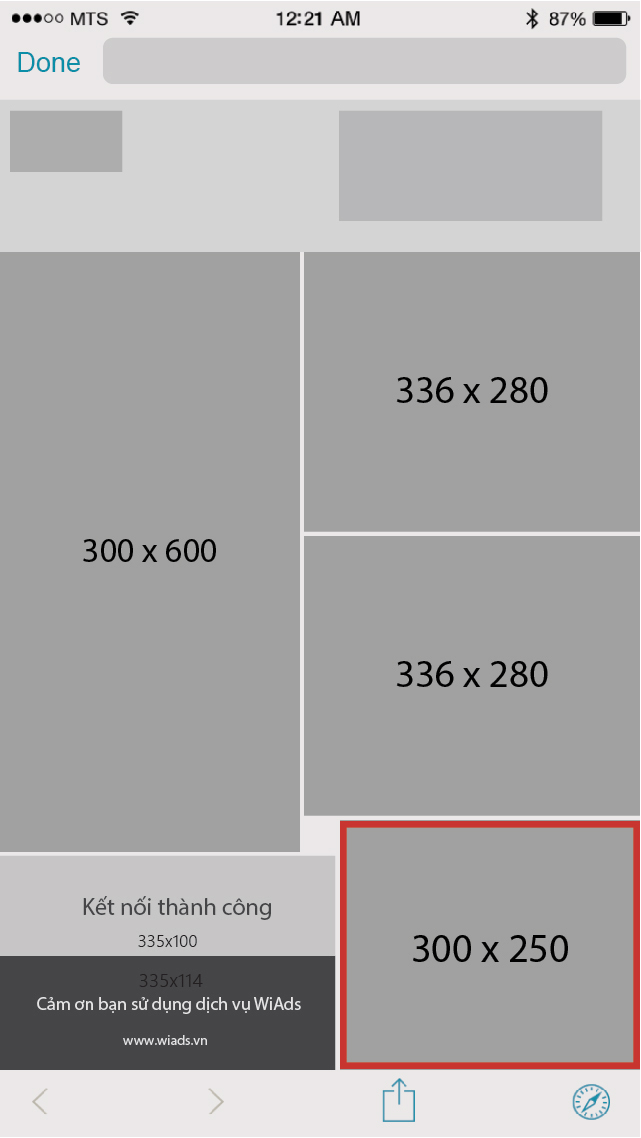 MTS 12:21 AM 87%
Done
336 x 280
300 x 600
336 x 280
Kết nối thành công
335x100
335x114
Cảm ơn bạn sử dụng dịch vụ WiAds
www.wiads.vn
300 x 250